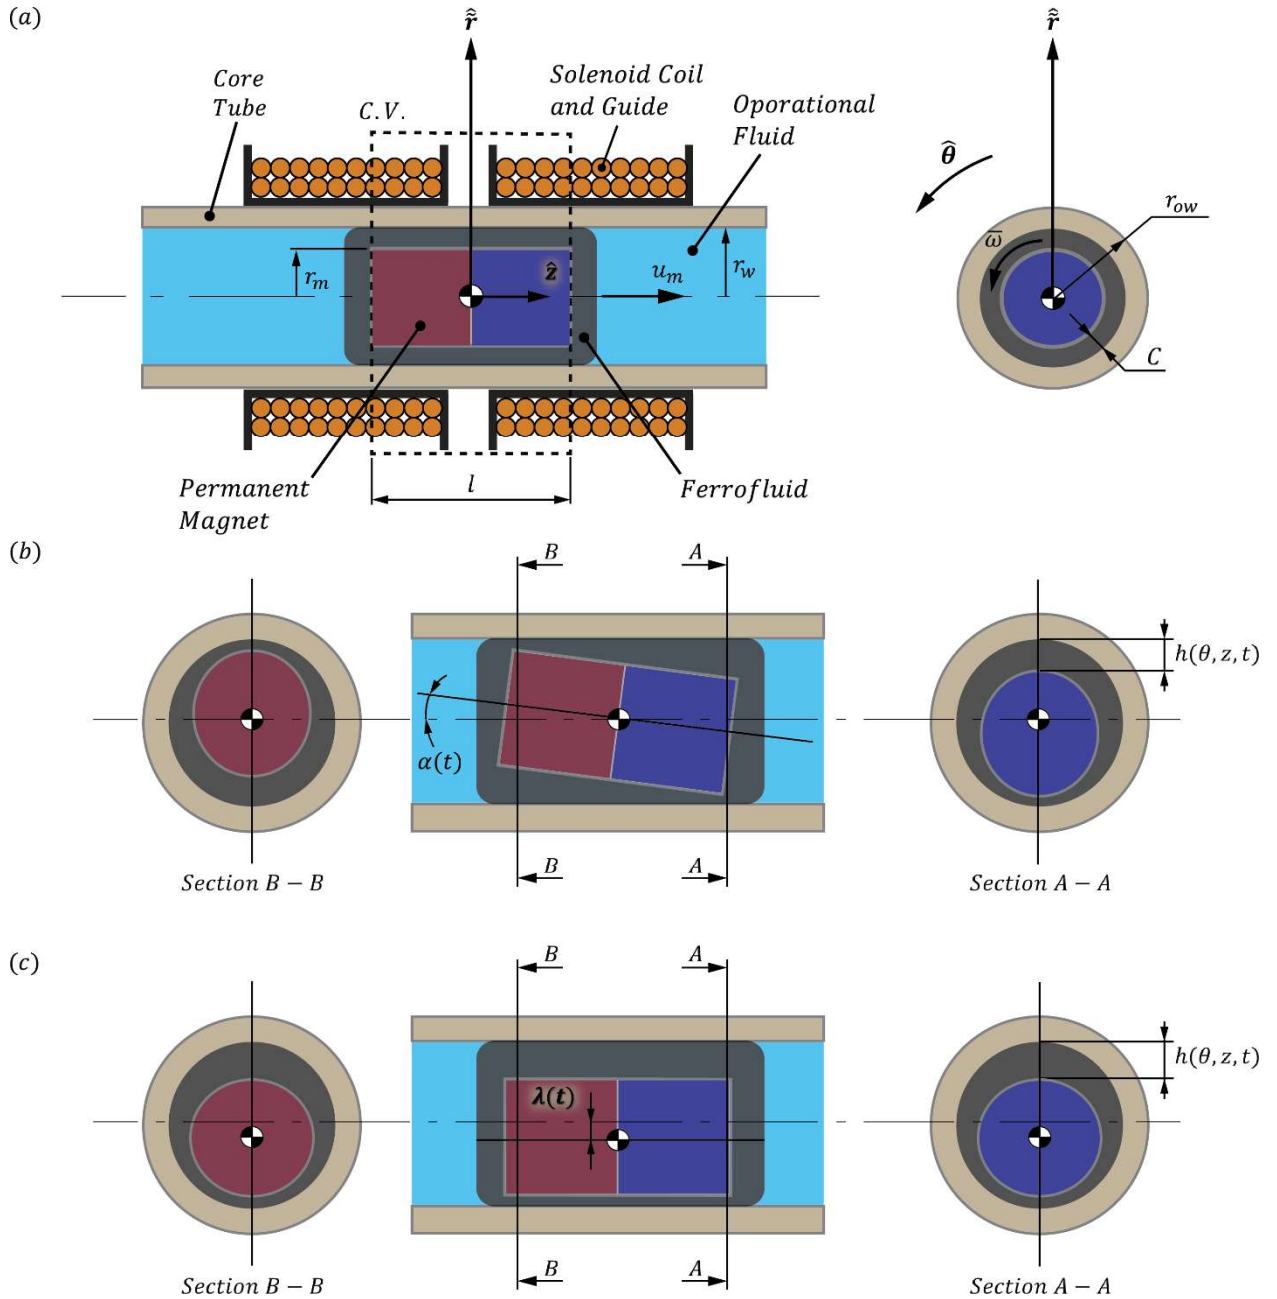 (a)
r̂
r̂
Core
Tube
C.V.
Solenoid Coil
and Guide
Oporational
Fluid
θ̂
r_ow
ω̅
r_m
ẑ
u_m
r_w
C
l
Permanent
Magnet
Ferrofluid
(b)
B
A
h(θ, z, t)
α(t)
B
A
Section B − B
Section A − A
(c)
B
A
h(θ, z, t)
λ(t)
B
A
Section B − B
Section A − A